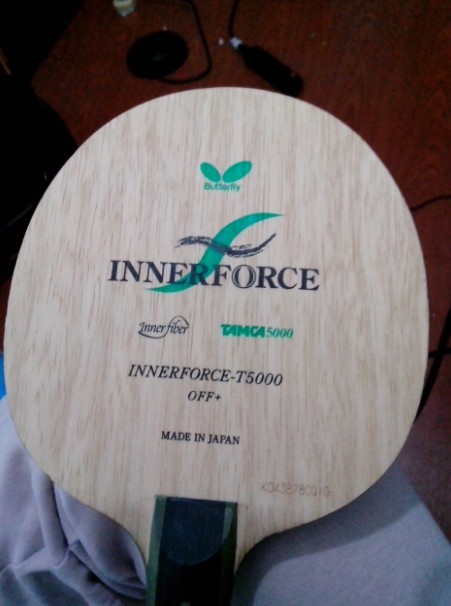 Butterfly
INNERFORCE
Innerfiber TAMCA5000
INNERFORCE-T5000
OFF+
MADE IN JAPAN